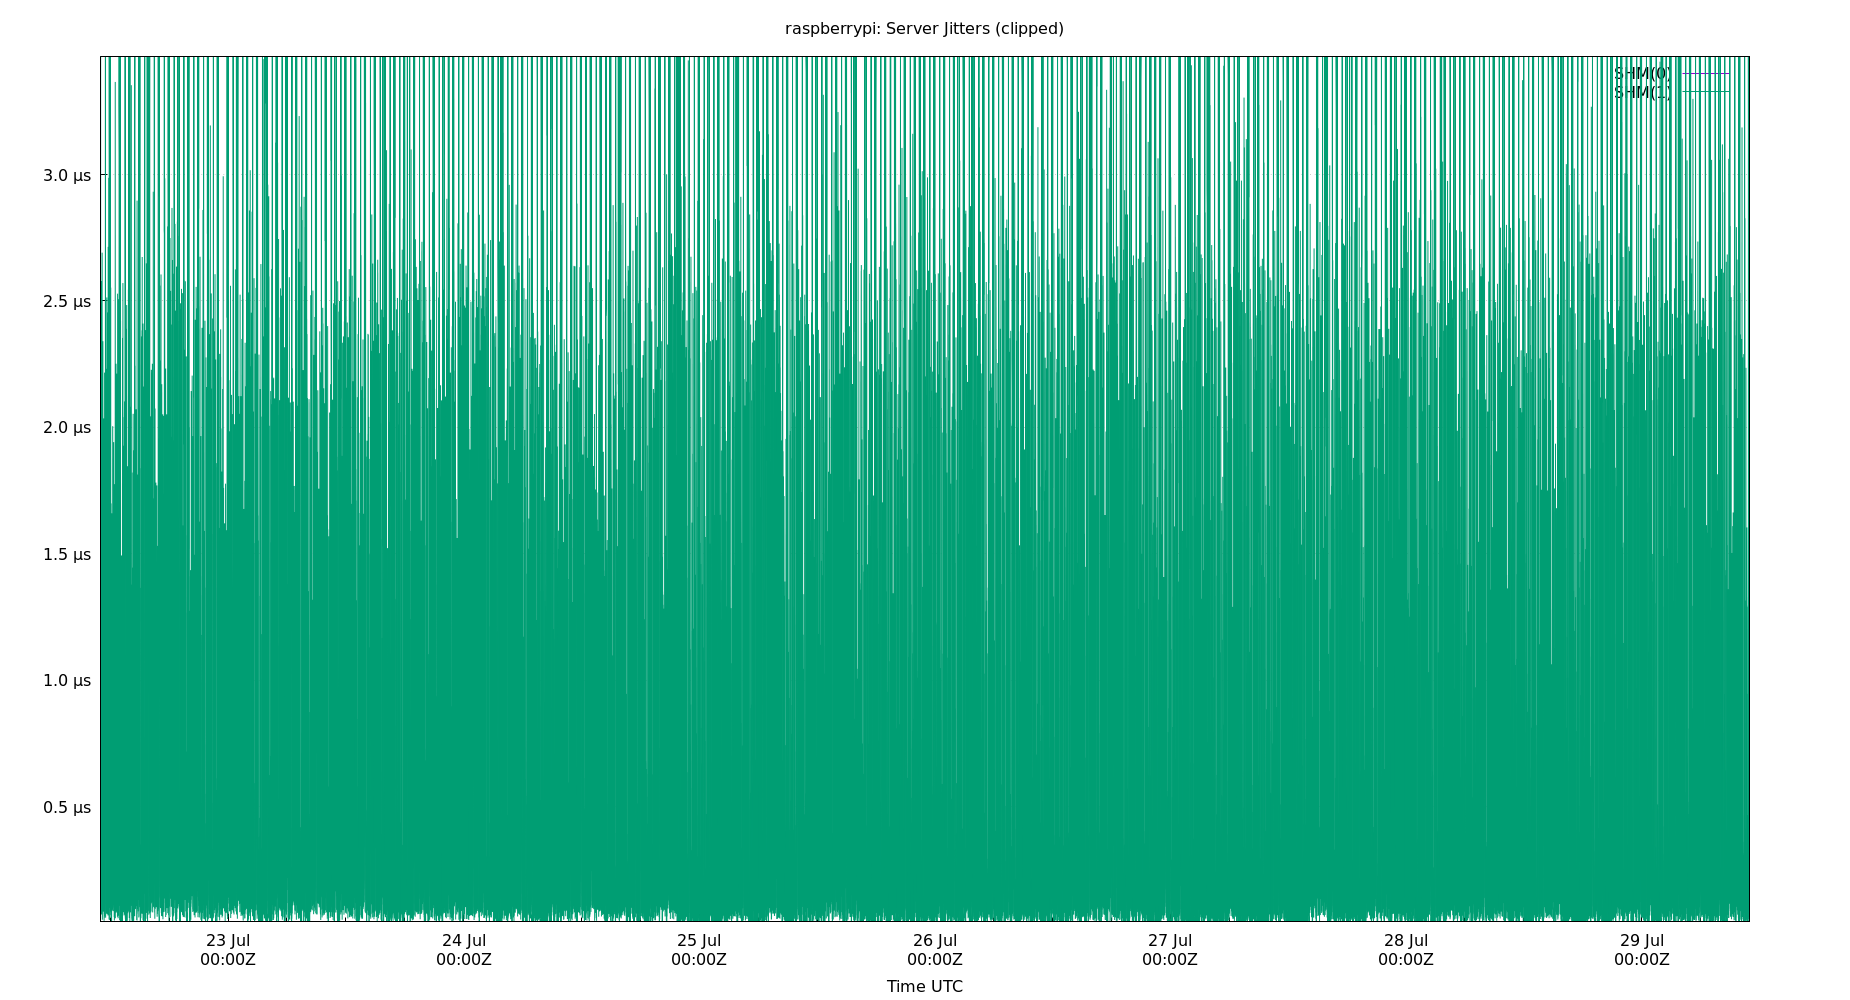 raspberrypi: Server Jitters (clipped)
SHM(0)
SHM(1)
3.0 μs
2.5 μs
2.0 μs
1.5 μs
1.0 μs
0.5 μs
23 Jul 24 Jul 25 Jul 26 Jul 27 Jul 28 Jul 29 Jul
00:00Z 00:00Z 00:00Z 00:00Z 00:00Z 00:00Z 00:00Z
Time UTC